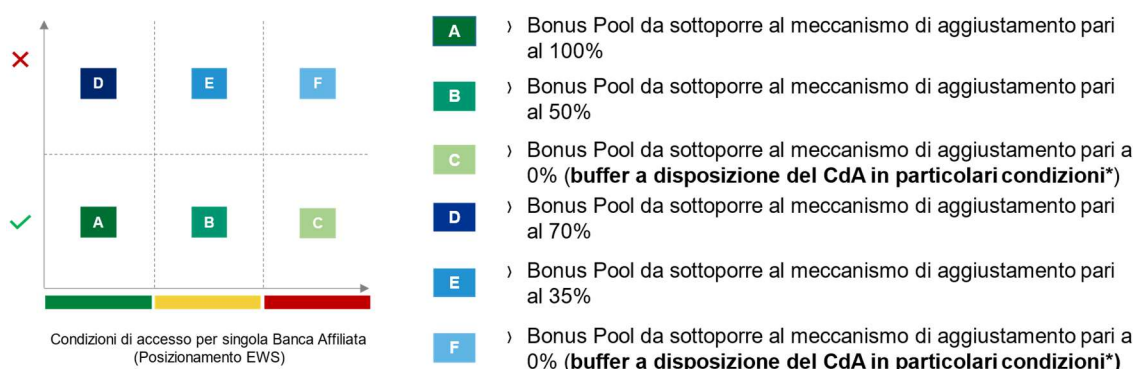 D
E
F
A
B
C
Condizioni di accesso per singola Banca Affiliata
(Posizionamento EWS)
A
› Bonus Pool da sottoporre al meccanismo di aggiustamento pari
al 100%
B
› Bonus Pool da sottoporre al meccanismo di aggiustamento pari
al 50%
C
› Bonus Pool da sottoporre al meccanismo di aggiustamento pari a
0% (buffer a disposizione del CdA in particolari condizioni*)
D
› Bonus Pool da sottoporre al meccanismo di aggiustamento pari
al 70%
E
› Bonus Pool da sottoporre al meccanismo di aggiustamento pari
al 35%
F
› Bonus Pool da sottoporre al meccanismo di aggiustamento pari a
0% (buffer a disposizione del CdA in particolari condizioni*)